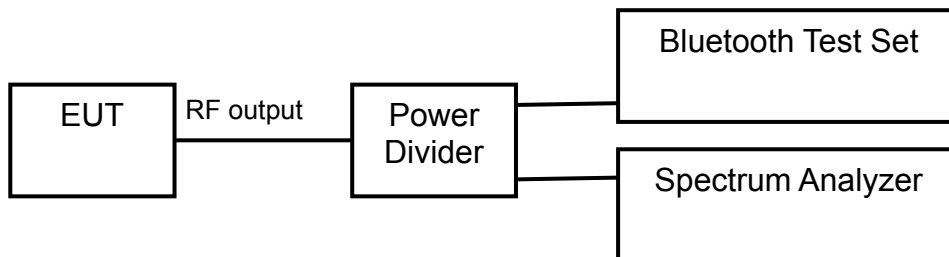 EUT
RF output
Power
Divider
Bluetooth Test Set
Spectrum Analyzer